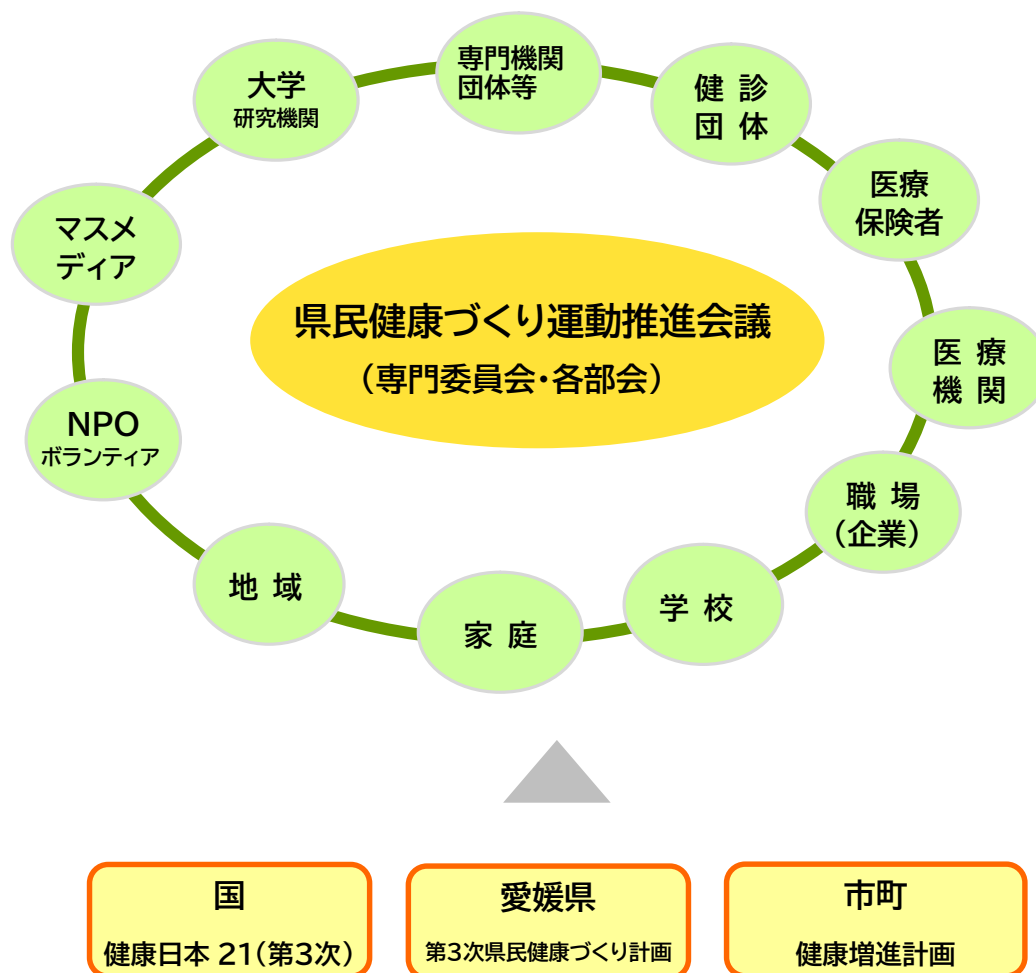 専門機関
団体等
大学
研究機関
健 診
団 体
医療
保険者
マスメ
ディア
県民健康づくり運動推進会議
（専門委員会・各部会）
医 療
機 関
NPO
ボランティア
職 場
（企業）
地 域
学 校
家 庭
国
健康日本 21（第3次）
愛媛県
第3次県民健康づくり計画
市町
健康増進計画